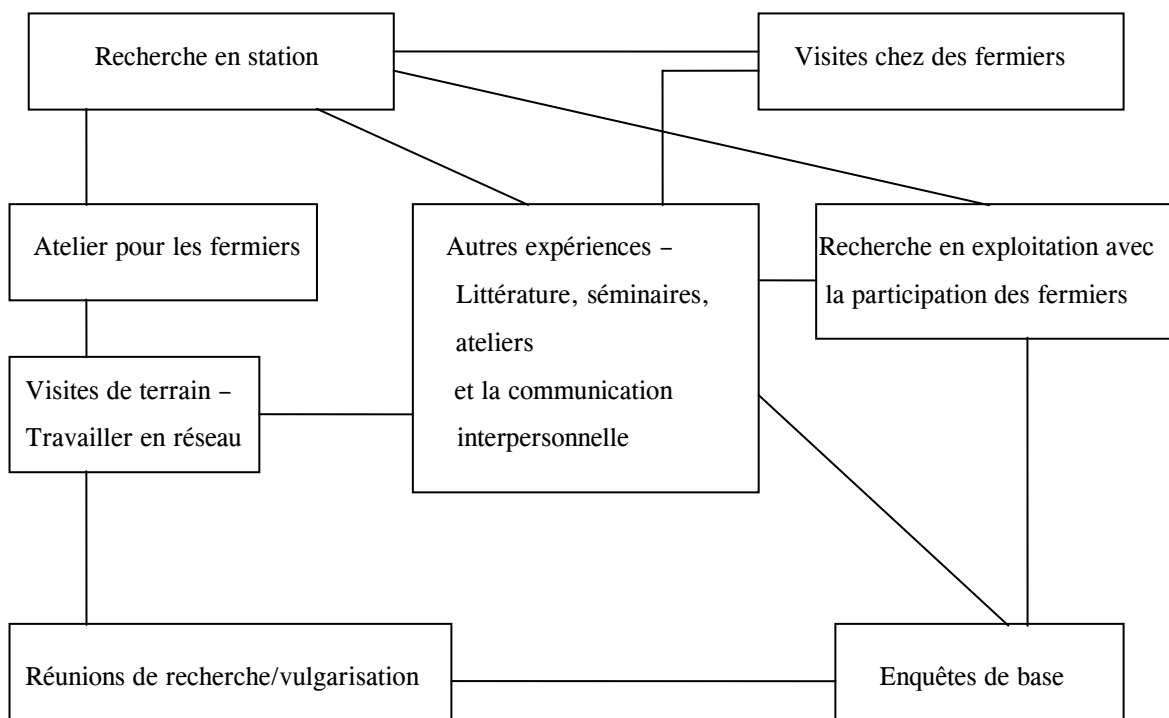 Recherche en station
Visites chez des fermiers
Atelier pour les fermiers
Autres expériences –
Littérature, séminaires,
ateliers
et la communication
interpersonnelle
Recherche en exploitation avec
la participation des fermiers
Visites de terrain –
Travailler en réseau
Réunions de recherche/vulgarisation
Enquêtes de base